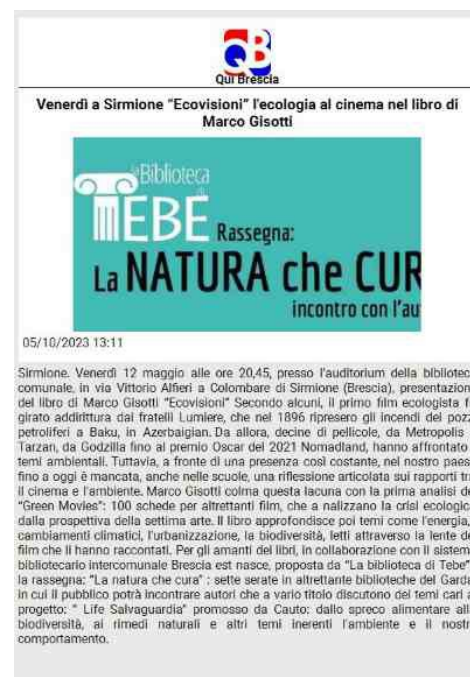 QB
Qui Brescia
Venerdì a Sirmione "Ecovisioni" l'ecologia al cinema nel libro di
Marco Gisotti
la Biblioteca
di
TEBE Rassegna:
La NATURA che CUR
incontro con l'au
05/10/2023 13:11
Sirmione. Venerdì 12 maggio alle ore 20,45, presso l'auditorium della bibliotec
comunale, in via Vittorio Alfieri a Colombare di Sirmione (Brescia), presentazion
del libro di Marco Gisotti "Ecovisioni" Secondo alcuni, il primo film ecologista f
girato addirittura dai fratelli Lumiere, che nel 1896 ripresero gli incendi dei pozz
petroliferi a Baku, in Azerbaigian. Da allora, decine di pellicole, da Metropolis
Tarzan, da Godzilla fino al premio Oscar del 2021 Nomadland, hanno affrontato
temi ambientali. Tuttavia, a fronte di una presenza così costante, nel nostro paes
fino a oggi è mancata, anche nelle scuole, una riflessione articolata sui rapporti tr
il cinema e l'ambiente. Marco Gisotti colma questa lacuna con la prima analisi de
"Green Movies": 100 schede per altrettanti film, che a nalizzano la crisi ecologic
dalla prospettiva della settima arte. Il libro approfondisce poi temi come l'energia,
cambiamenti climatici, l'urbanizzazione, la biodiversità, letti attraverso la lente de
film che li hanno raccontati. Per gli amanti dei libri, in collaborazione con il sistem
bibliotecario intercomunale Brescia est nasce, proposta da "La biblioteca di Tebe"
la rassegna: "La natura che cura" : sette serate in altrettante biblioteche del Garda
in cui il pubblico potrà incontrare autori che a vario titolo discutono dei temi cari a
progetto: " Life Salvaguardia" promosso da Cauto: dallo spreco alimentare all
biodiversità, ai rimedi naturali e altri temi inerenti l'ambiente e il nostr
comportamento.